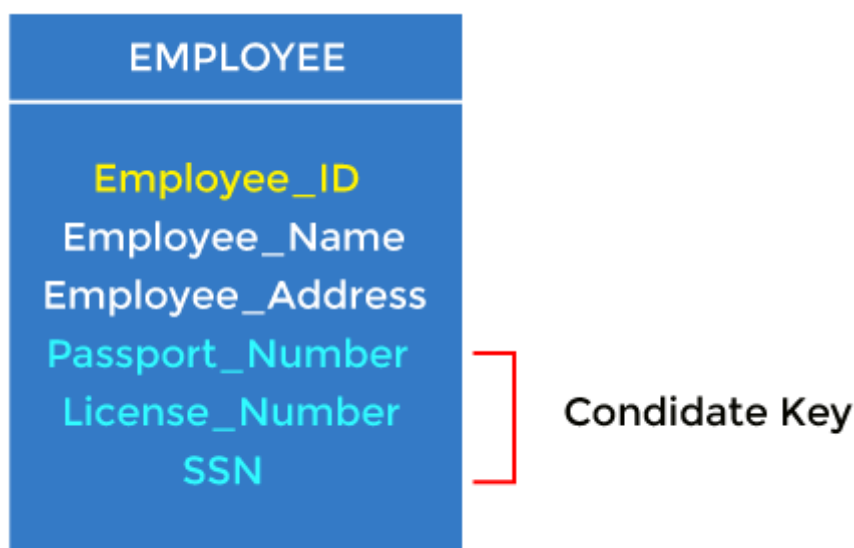 EMPLOYEE
Employee_ID
Employee_Name
Employee_Address
Passport_Number
License_Number
SSN
Condidate Key